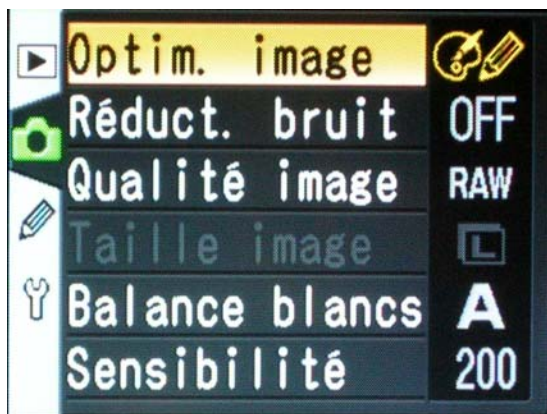 Optim. image
Réduct. bruit OFF
Qualité image RAW
Taille image L
Balance blancs A
Sensibilité 200